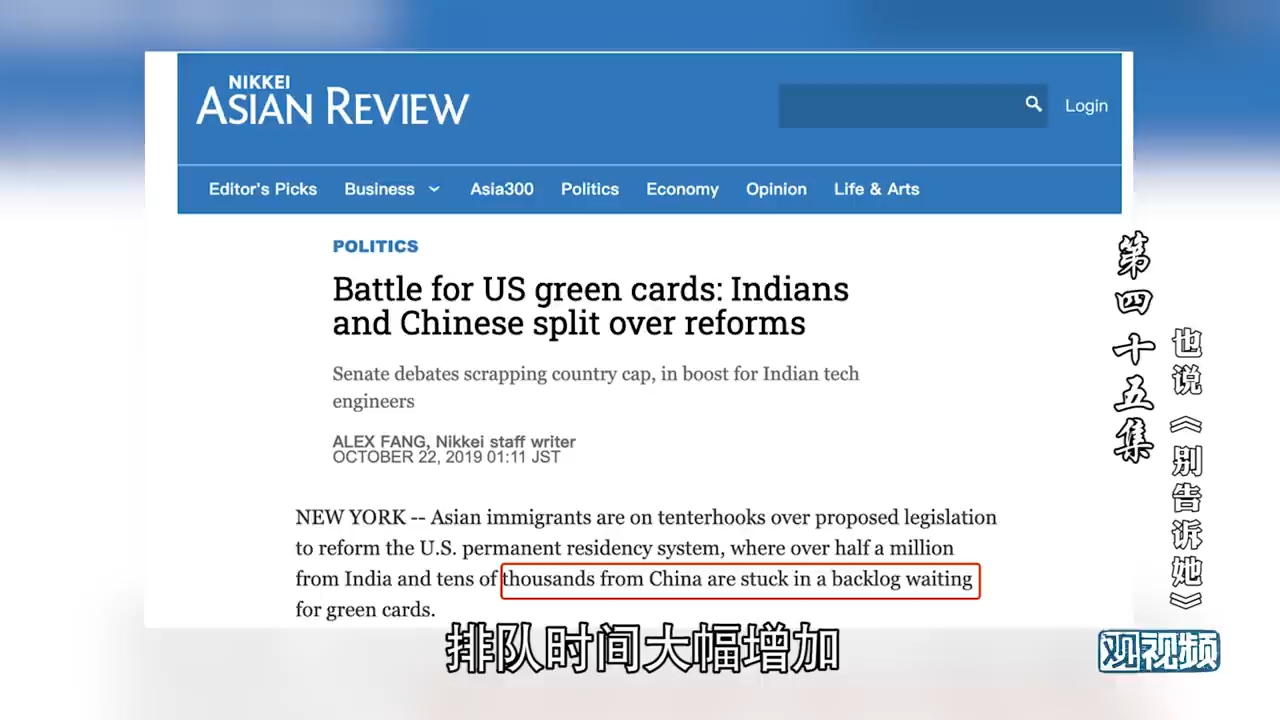 NIKKEI
ASIAN REVIEW
Login
Editor's Picks Business Asia300 Politics Economy Opinion Life & Arts
POLITICS
Battle for US green cards: Indians
and Chinese split over reforms
Senate debates scrapping country cap, in boost for Indian tech
engineers
ALEX FANG, Nikkei staff writer
OCTOBER 22, 2019 01:11 JST
NEW YORK -- Asian immigrants are on tenterhooks over proposed legislation
to reform the U.S. permanent residency system, where over half a million
from India and tens of thousands from China are stuck in a backlog waiting
for green cards.
第四十五集
也说《别告诉她》
排队时间大幅增加
观视频